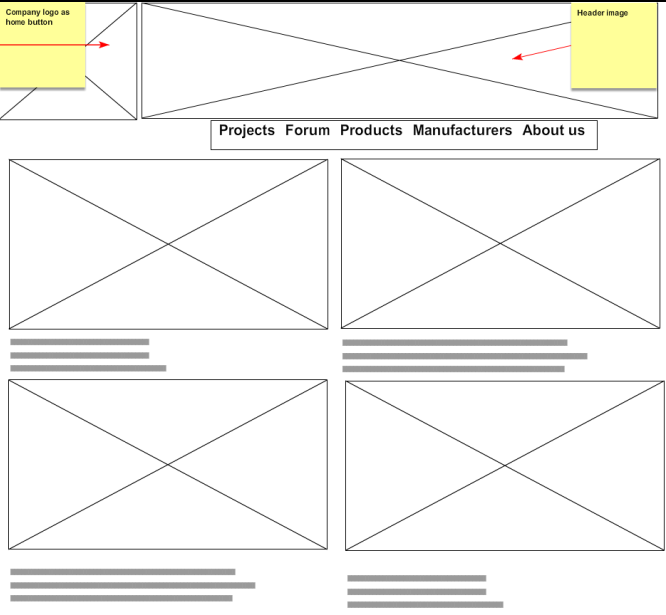 Company logo as
home button
Header image
Projects Forum Products Manufacturers About us